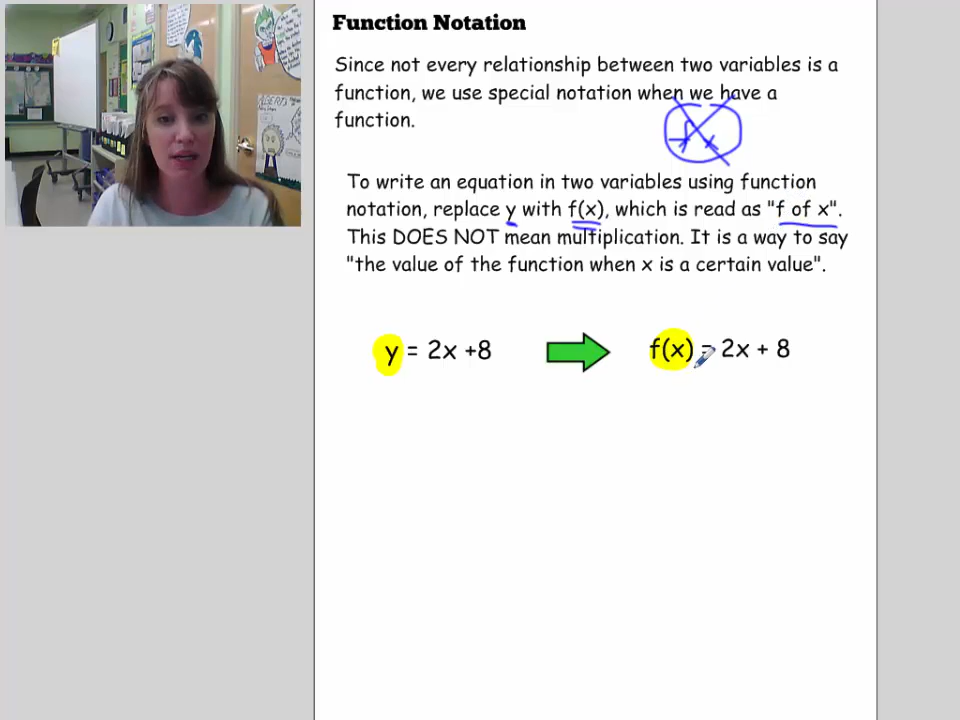 Function Notation
Since not every relationship between two variables is a
function, we use special notation when we have a
function.
f x
To write an equation in two variables using function
notation, replace y with f(x), which is read as "f of x".
This DOES NOT mean multiplication. It is a way to say
"the value of the function when x is a certain value".
y = 2x +8
f(x) = 2x + 8